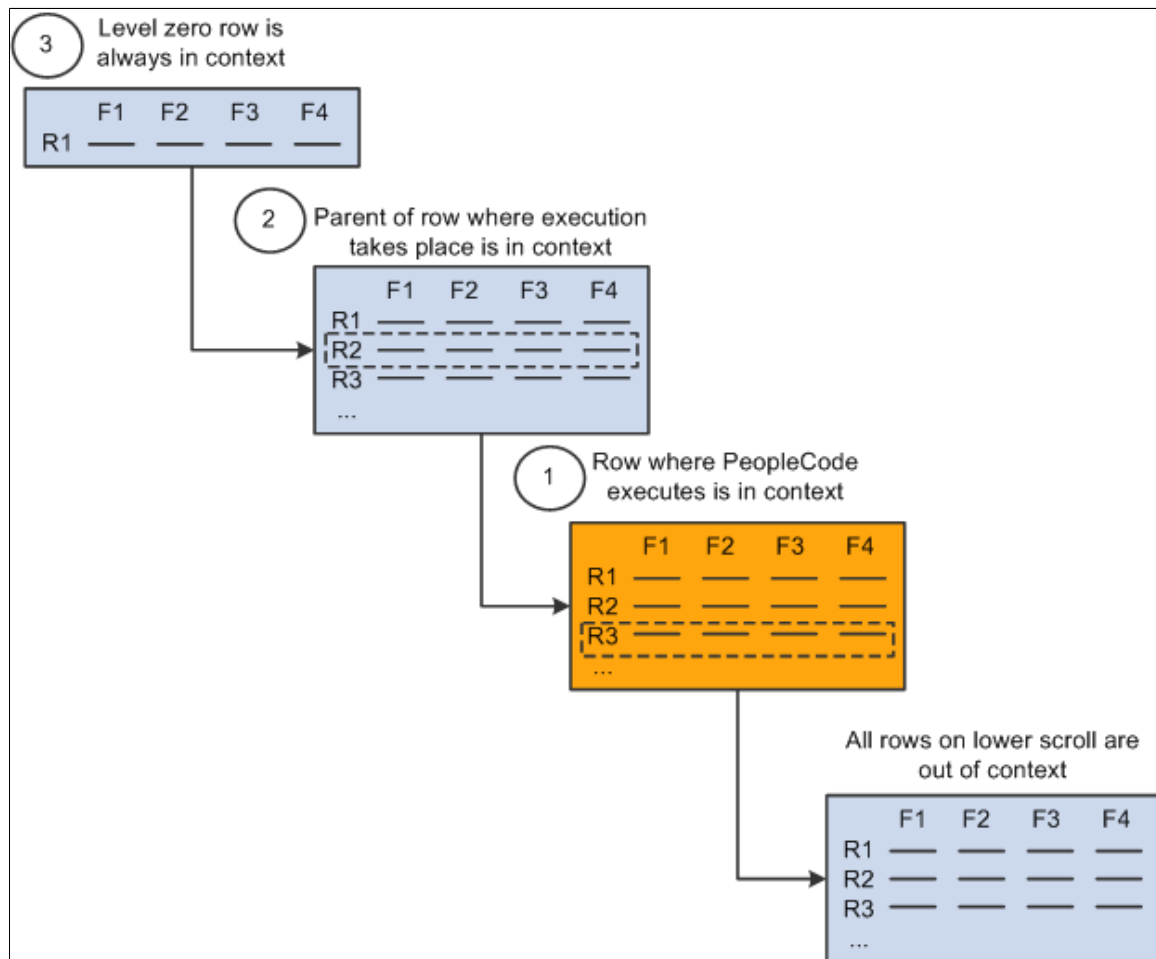 3
Level zero row is
always in context
F1 F2 F3 F4
R1
2
Parent of row where execution
takes place is in context
F1 F2 F3 F4
R1
R2
R3
...
1
Row where PeopleCode
executes is in context
F1 F2 F3 F4
R1
R2
R3
...
All rows on lower scroll are
out of context
F1 F2 F3 F4
R1
R2
R3
...